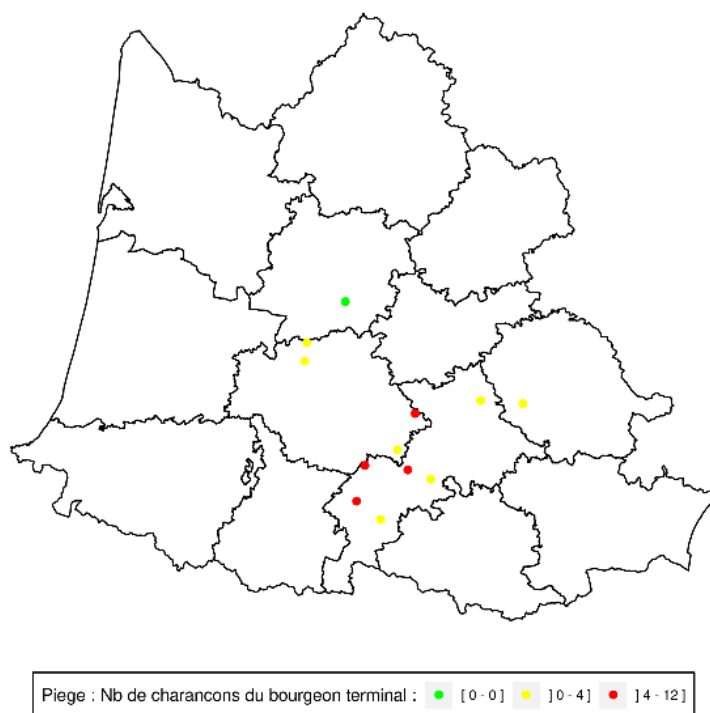 Piege : Nb de charancons du bourgeon terminal : [ 0 - 0 ] ] 0 - 4 ] ] 4 - 12 ]